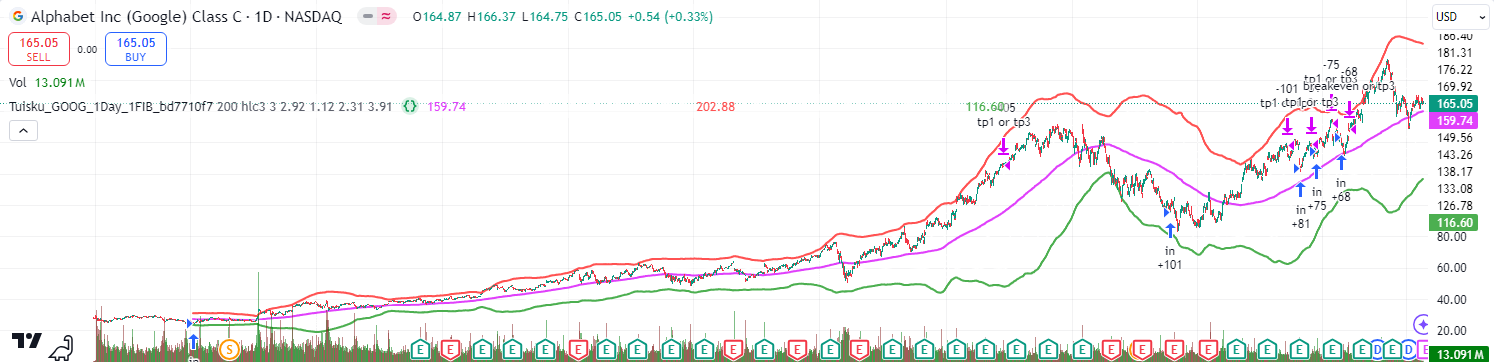 Alphabet Inc (Google) Class C · 1D · NASDAQ O164.87 H166.37 L164.75 C165.05 +0.54 (+0.33%)
USD
165.05 SELL 0.00 165.05 BUY
Vol 13.091 M
Tuisku_GOOG_1Day_1FIB_bd7710f7 200 hlc3 3 2.92 1.12 2.31 3.91 {} 159.74 202.88 116.60
tp1 or tp3
-101
-75
tp1 or tp3
-68
breakeven or tp3
tp1 or tp3
in
+101
in
+81
in
+75
in
+68
186.40
181.31
176.22
169.92
165.05
159.74
149.56
143.26
138.17
133.08
126.78
116.60
80.00
60.00
40.00
20.00
13.091 M
S
E E E E E E E E E E E E E E E E E E E E E E E E E E E E E E E E E
D